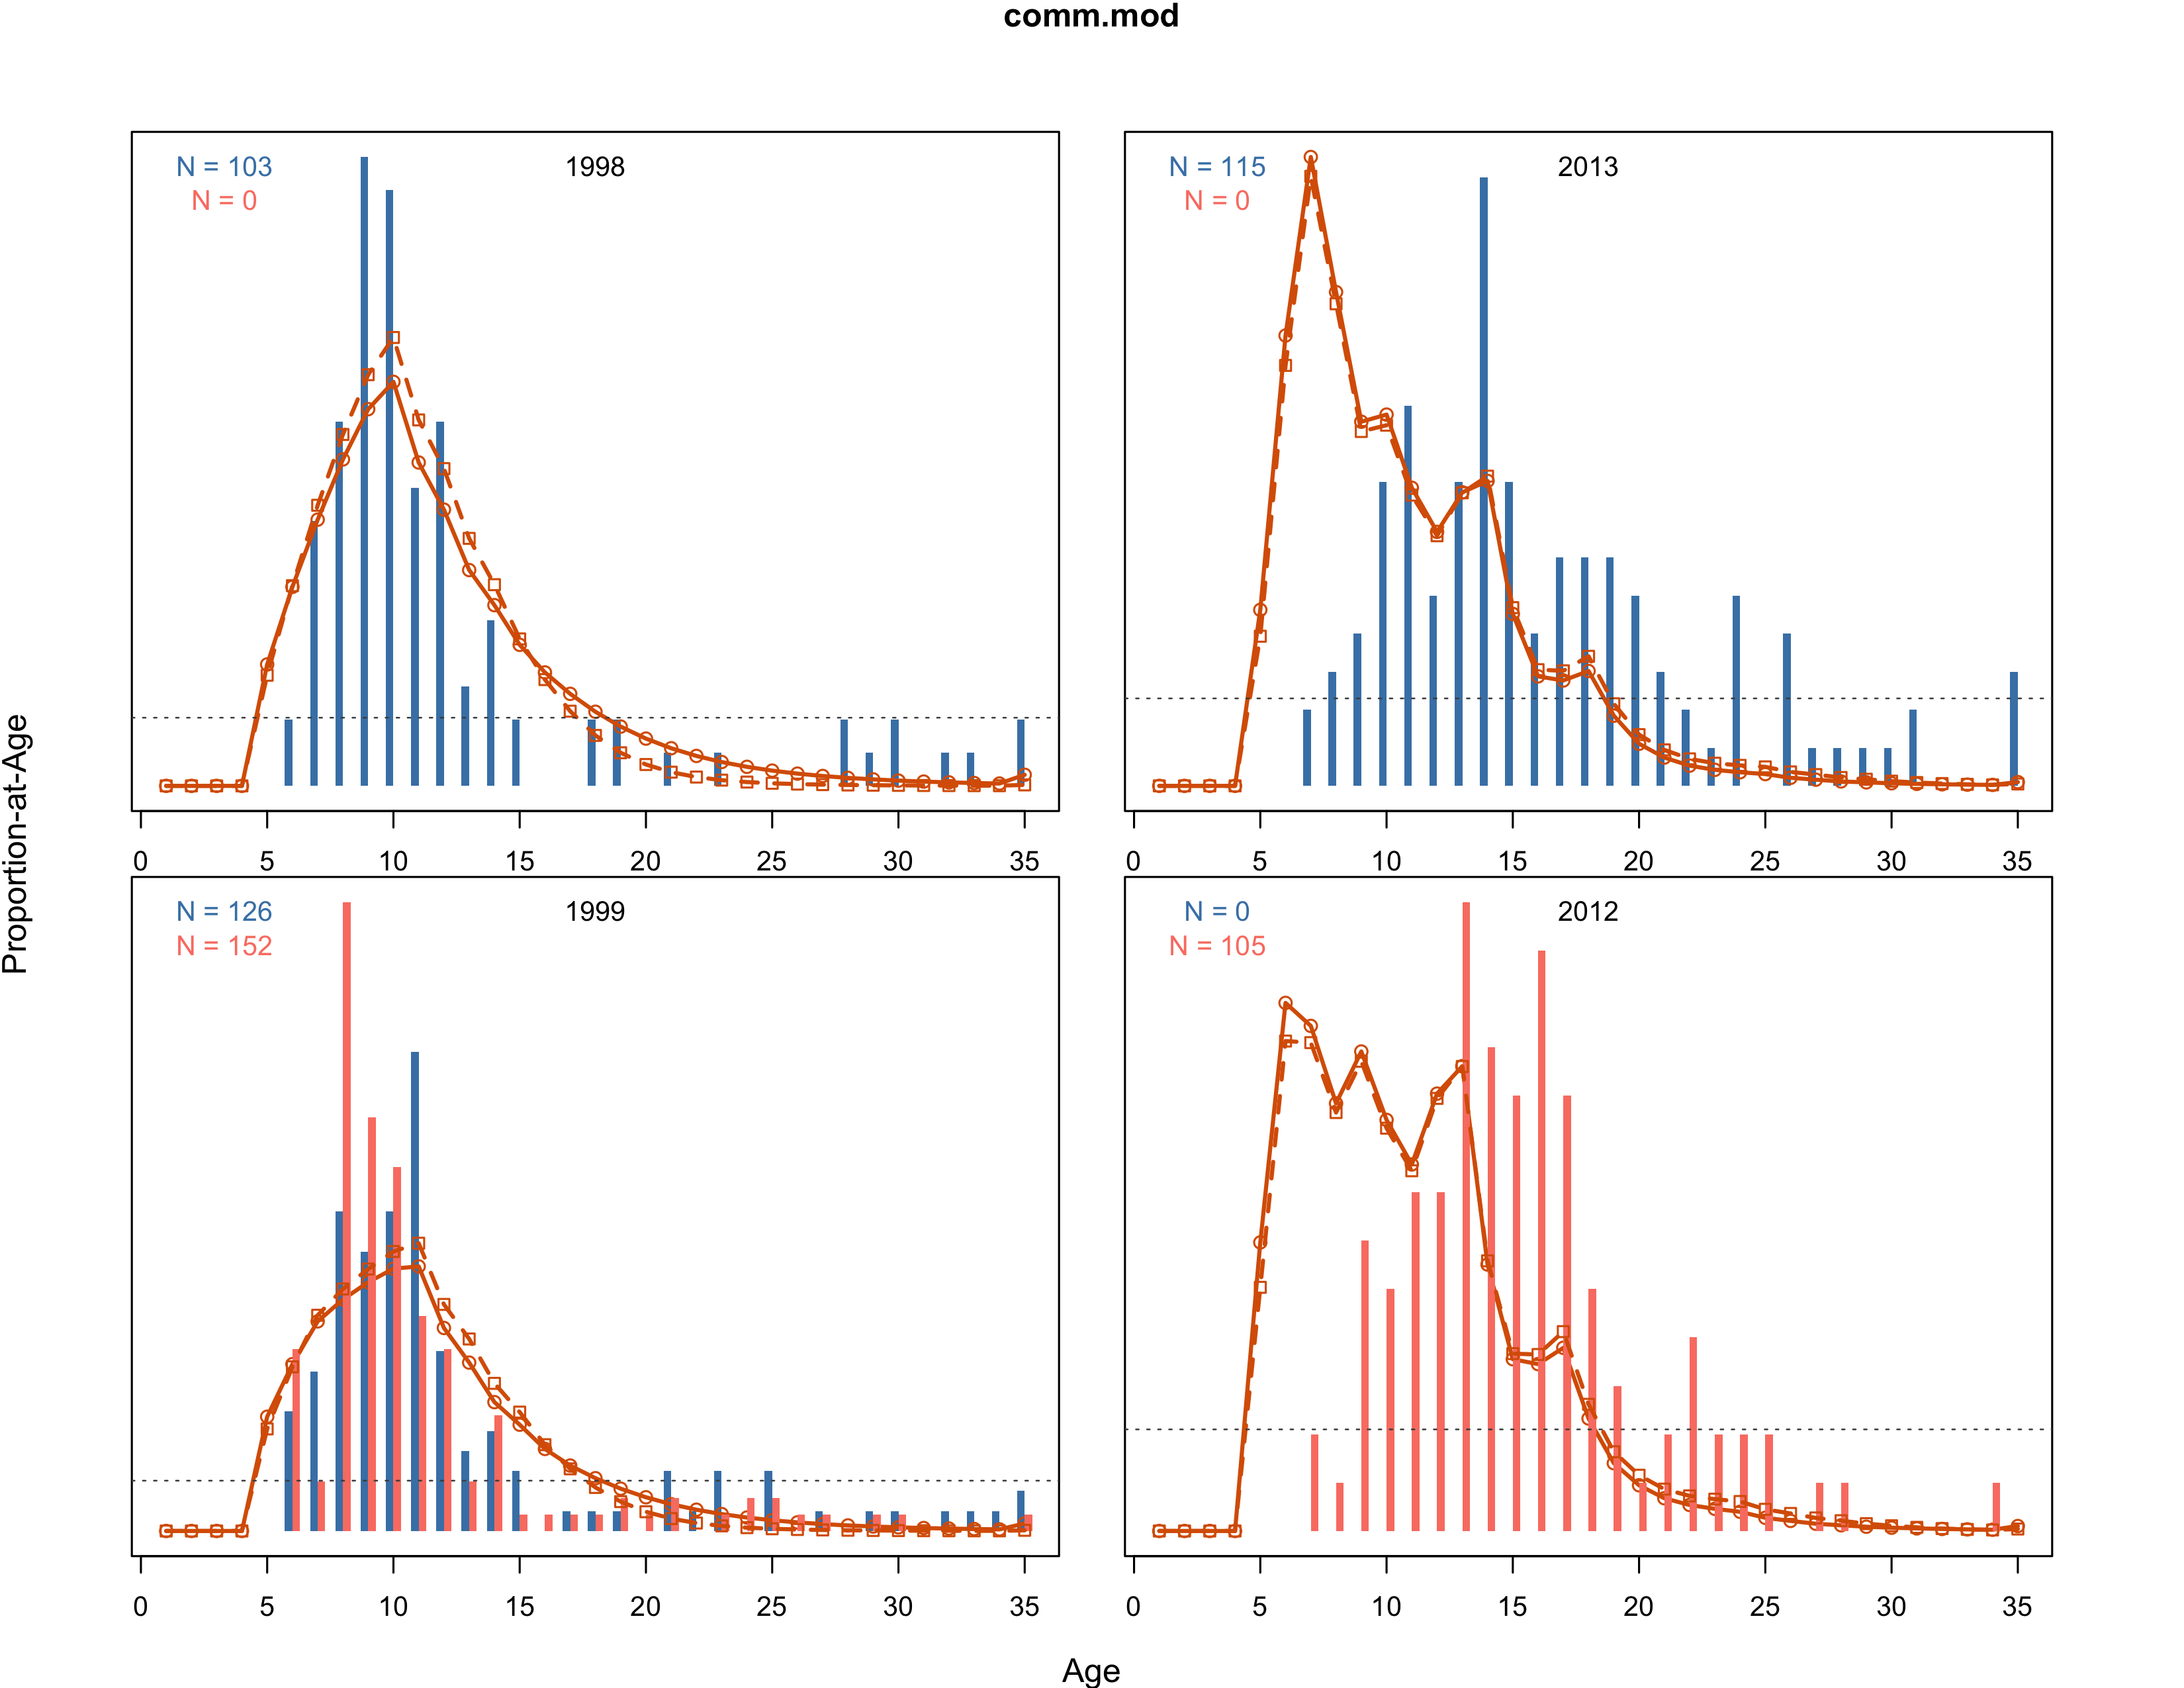 comm.mod
Proportion-at-Age
N = 103
N = 0
1998
0 5 10 15 20 25 30 35
N = 115
N = 0
2013
0 5 10 15 20 25 30 35
N = 126
N = 152
1999
0 5 10 15 20 25 30 35
N = 0
N = 105
2012
0 5 10 15 20 25 30 35
Age